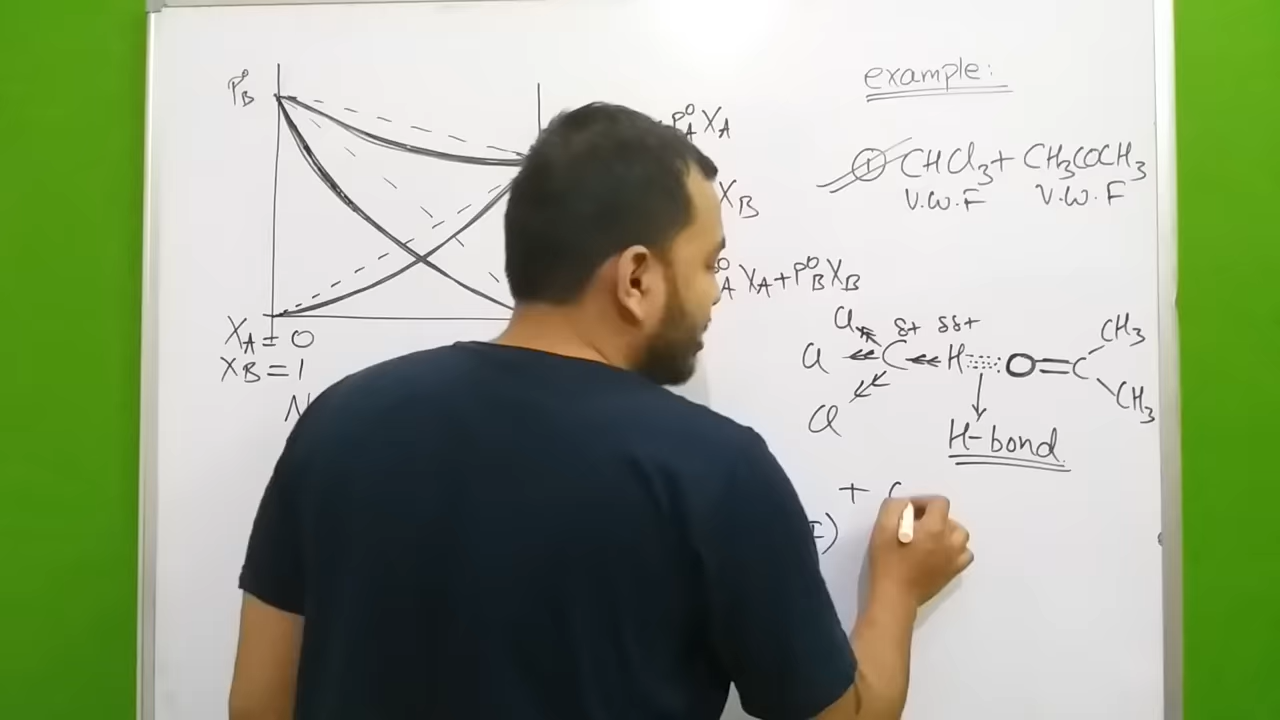 P°B
XA = 0
XB = 1
P°A XA
XB
XA + P°B XB
example:
① CHCl3 + CH3COCH3
V.W.F V.W.F
Cl δ+ δδ+ CH3
Cl C H O = C
Cl CH3
H-bond.
+